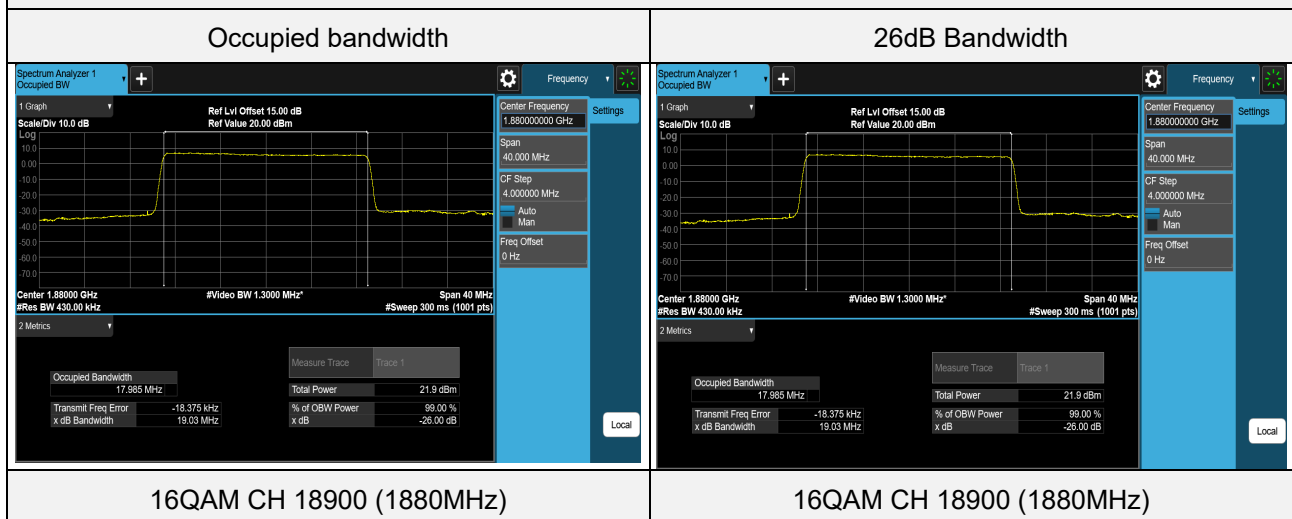 Occupied bandwidth
26dB Bandwidth
Spectrum Analyzer 1
Occupied BW
+
Frequency
1 Graph
Scale/Div 10.0 dB
Ref Lvl Offset 15.00 dB
Ref Value 20.00 dBm
Log
10.0
0.00
-10.0
-20.0
-30.0
-40.0
-50.0
-60.0
-70.0
Center 1.88000 GHz
#Res BW 430.00 kHz
#Video BW 1.3000 MHz*
Span 40 MHz
#Sweep 300 ms (1001 pts)
Center Frequency
1.880000000 GHz
Settings
Span
40.000 MHz
CF Step
4.000000 MHz
Auto
Man
Freq Offset
0 Hz
2 Metrics
Measure Trace Trace 1
Occupied Bandwidth
17.985 MHz
Total Power 21.9 dBm
Transmit Freq Error -18.375 kHz
% of OBW Power 99.00 %
x dB Bandwidth 19.03 MHz
x dB -26.00 dB
Local
Spectrum Analyzer 1
Occupied BW
+
Frequency
1 Graph
Scale/Div 10.0 dB
Ref Lvl Offset 15.00 dB
Ref Value 20.00 dBm
Log
10.0
0.00
-10.0
-20.0
-30.0
-40.0
-50.0
-60.0
-70.0
Center 1.88000 GHz
#Res BW 430.00 kHz
#Video BW 1.3000 MHz*
Span 40 MHz
#Sweep 300 ms (1001 pts)
Center Frequency
1.880000000 GHz
Settings
Span
40.000 MHz
CF Step
4.000000 MHz
Auto
Man
Freq Offset
0 Hz
2 Metrics
Measure Trace Trace 1
Occupied Bandwidth
17.985 MHz
Total Power 21.9 dBm
Transmit Freq Error -18.375 kHz
% of OBW Power 99.00 %
x dB Bandwidth 19.03 MHz
x dB -26.00 dB
Local
16QAM CH 18900 (1880MHz)
16QAM CH 18900 (1880MHz)